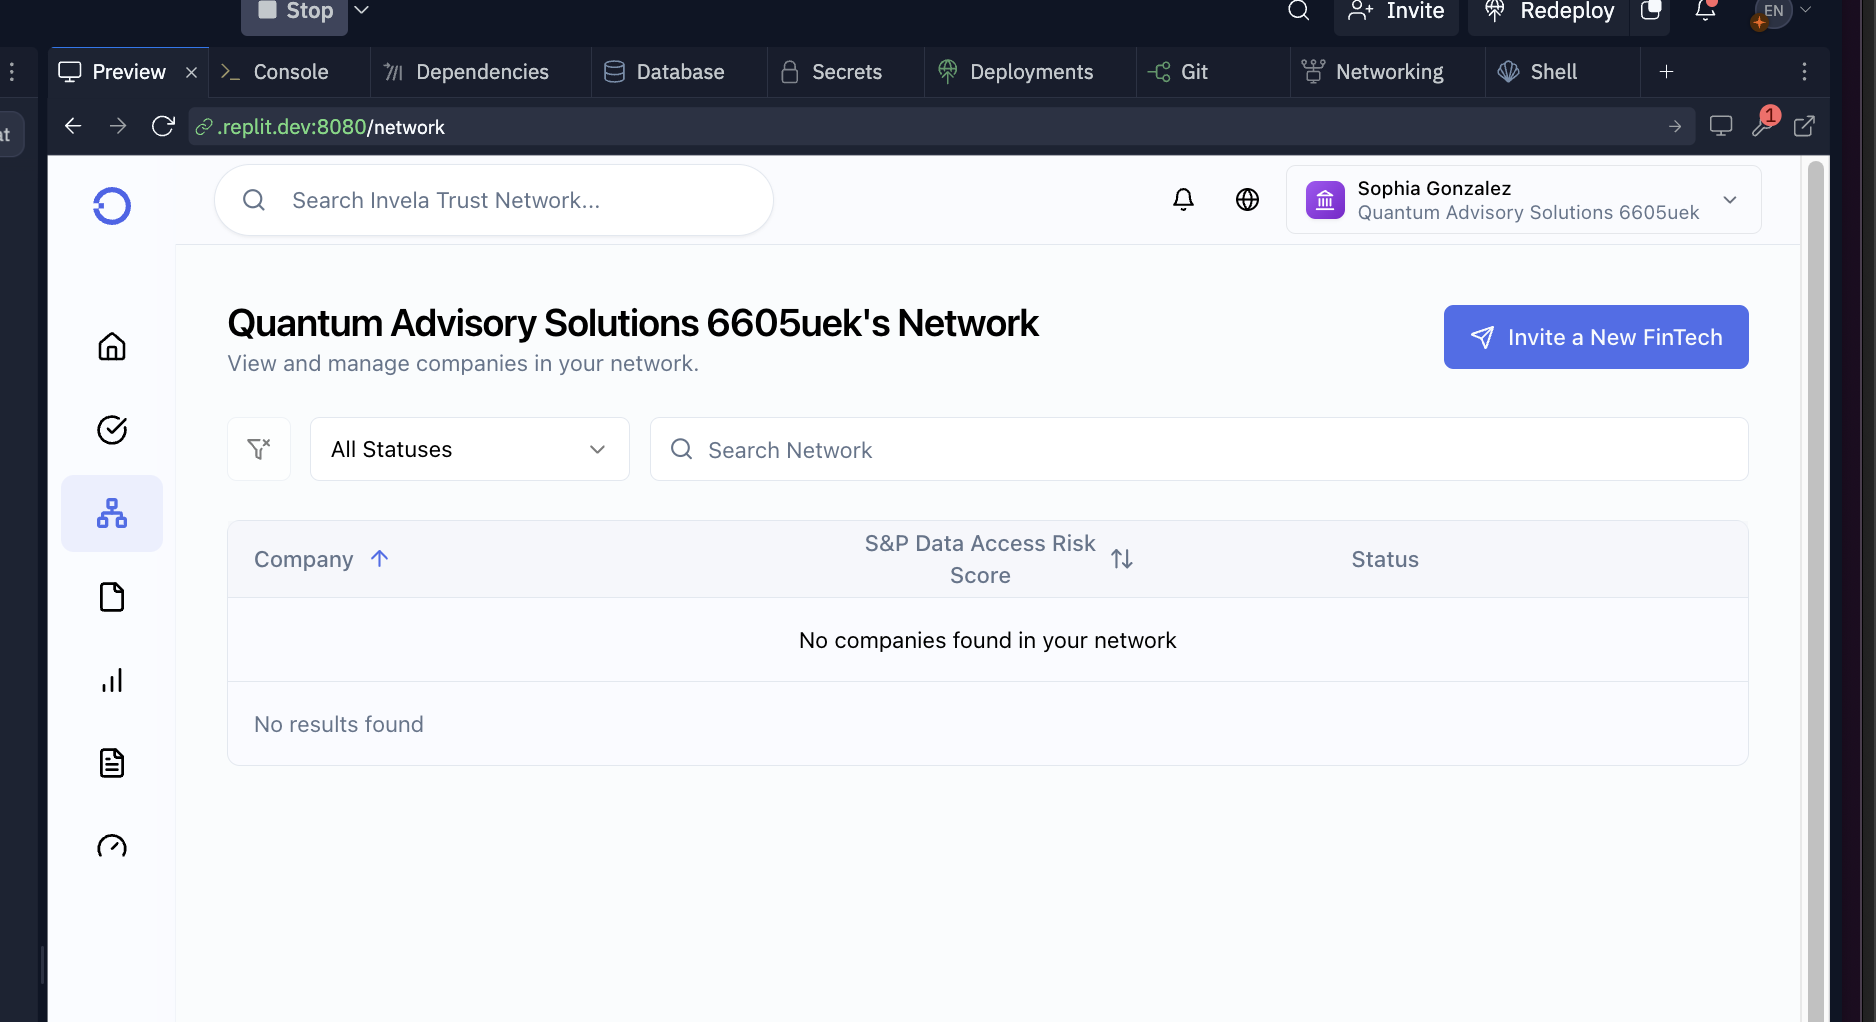 Stop
Invite
Redeploy
EN
Preview
Console
Dependencies
Database
Secrets
Deployments
Git
Networking
Shell
.replit.dev:8080/network
1
Search Invela Trust Network...
Sophia Gonzalez
Quantum Advisory Solutions 6605uek
Quantum Advisory Solutions 6605uek's Network
View and manage companies in your network.
Invite a New FinTech
All Statuses
Search Network
Company
S&P Data Access Risk
Score
Status
No companies found in your network
No results found